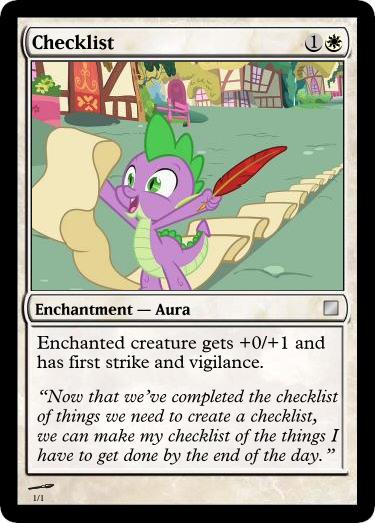 Checklist 1
Enchantment — Aura
Enchanted creature gets +0/+1 and
has first strike and vigilance.
“Now that we’ve completed the checklist
of things we need to create a checklist,
we can make my checklist of the things I
have to get done by the end of the day.”
1/1